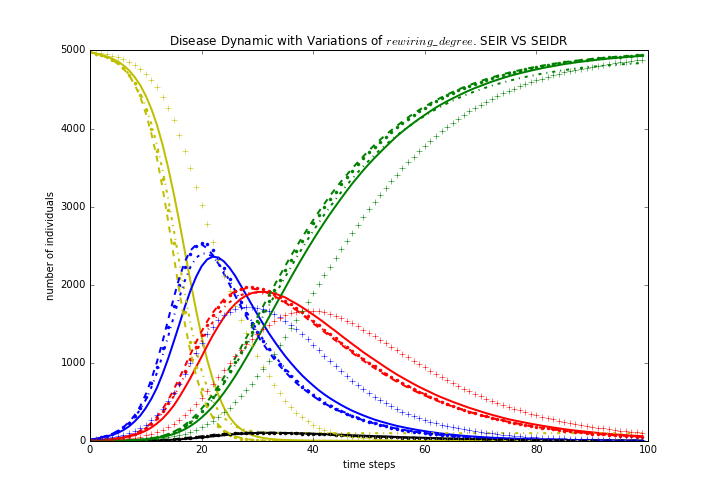 Disease Dynamic with Variations of rewiring_degree. SEIR VS SEIDR
5000
4000
3000
2000
1000
0
number of individuals
0 20 40 60 80 100
time steps